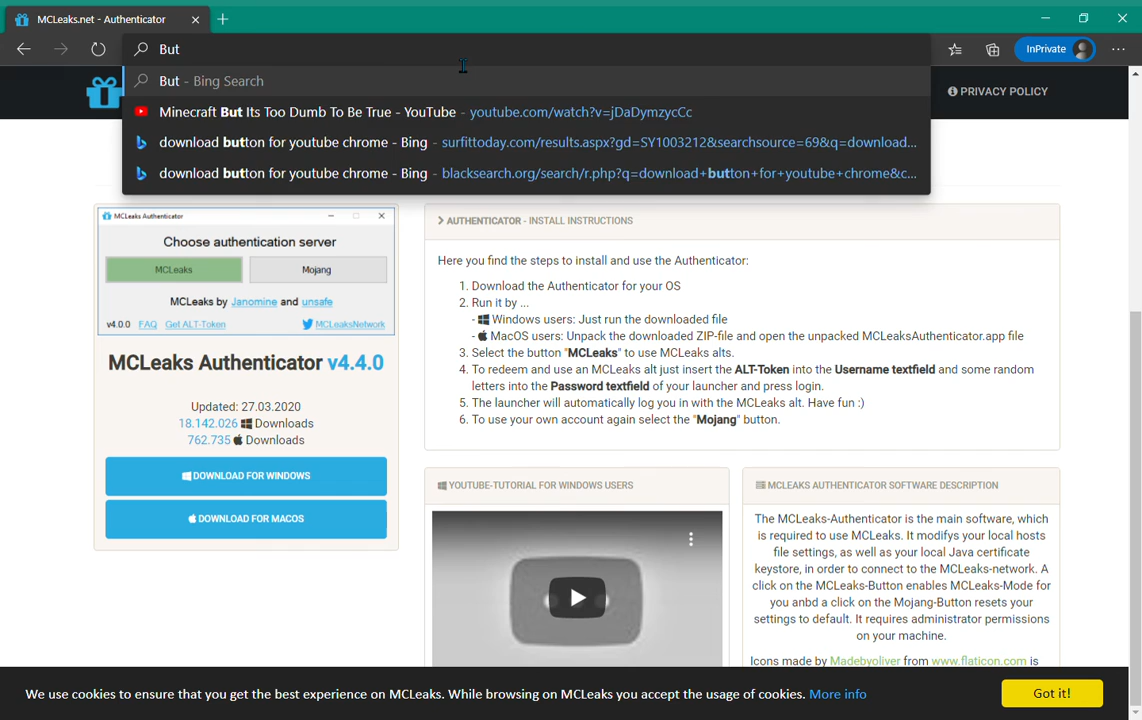 MCLeaks.net - Authenticator
But
InPrivate
But - Bing Search
Minecraft But Its Too Dumb To Be True - YouTube - youtube.com/watch?v=jDaDymzycCc
download button for youtube chrome - Bing - surfittoday.com/results.aspx?gd=SY1003212&searchsource=69&q=download...
download button for youtube chrome - Bing - blacksearch.org/search/r.php?q=download+button+for+youtube+chrome&c...
PRIVACY POLICY
MCLeaks Authenticator
Choose authentication server
MCLeaks Mojang
MCLeaks by Janomine and unsafe
v4.0.0 FAQ Get ALT-Token MCLeaksNetwork
MCLeaks Authenticator v4.4.0
Updated: 27.03.2020
18.142.026 Downloads
762.735 Downloads
DOWNLOAD FOR WINDOWS
DOWNLOAD FOR MACOS
AUTHENTICATOR - INSTALL INSTRUCTIONS
Here you find the steps to install and use the Authenticator:
1. Download the Authenticator for your OS
2. Run it by ...
- Windows users: Just run the downloaded file
- MacOS users: Unpack the downloaded ZIP-file and open the unpacked MCLeaksAuthenticator.app file
3. Select the button "MCLeaks" to use MCLeaks alts.
4. To redeem and use an MCLeaks alt just insert the ALT-Token into the Username textfield and some random
letters into the Password textfield of your launcher and press login.
5. The launcher will automatically log you in with the MCLeaks alt. Have fun :)
6. To use your own account again select the "Mojang" button.
YOUTUBE-TUTORIAL FOR WINDOWS USERS
MCLEAKS AUTHENTICATOR SOFTWARE DESCRIPTION
The MCLeaks-Authenticator is the main software, which
is required to use MCLeaks. It modifys your local hosts
file settings, as well as your local Java certificate
keystore, in order to connect to the MCLeaks-network. A
click on the MCLeaks-Button enables MCLeaks-Mode for
you anbd a click on the Mojang-Button resets your
settings to default. It requires administrator permissions
on your machine.
Icons made by Madebyoliver from www.flaticon.com is
We use cookies to ensure that you get the best experience on MCLeaks. While browsing on MCLeaks you accept the usage of cookies. More info
Got it!